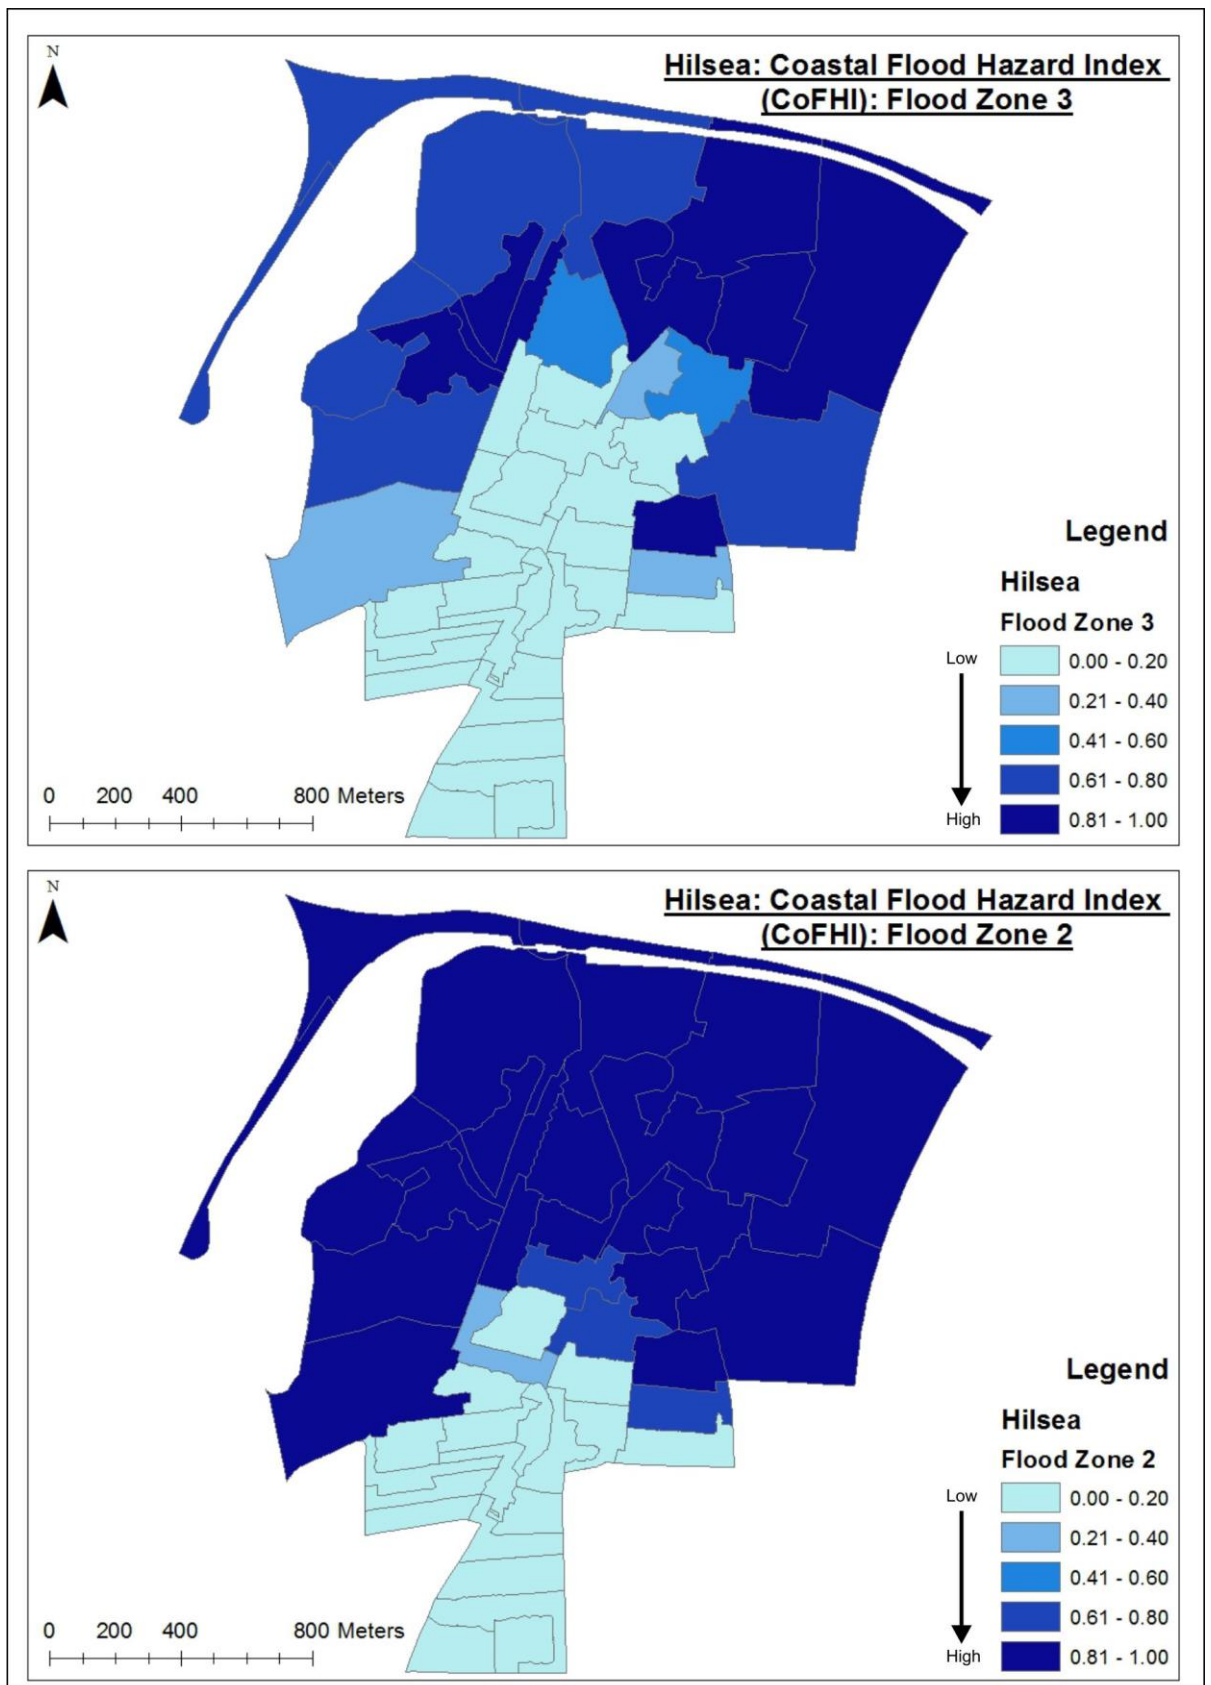 N
Hilsea: Coastal Flood Hazard Index
(CoFHI): Flood Zone 3
Legend
Hilsea
Flood Zone 3
Low
0.00 - 0.20
0.21 - 0.40
0.41 - 0.60
0.61 - 0.80
High
0.81 - 1.00
0 200 400 800 Meters
N
Hilsea: Coastal Flood Hazard Index
(CoFHI): Flood Zone 2
Legend
Hilsea
Flood Zone 2
Low
0.00 - 0.20
0.21 - 0.40
0.41 - 0.60
0.61 - 0.80
High
0.81 - 1.00
0 200 400 800 Meters